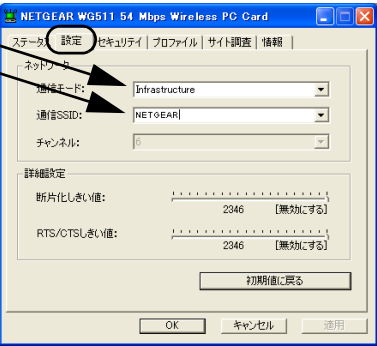 NETGEAR WG511 54 Mbps Wireless PC Card
ステータス 設定 セキュリティ プロファイル サイト調査 情報
ネットワーク
通信モード: Infrastructure
通信SSID: NETGEAR
チャンネル: 6
詳細設定
断片化しきい値:
2346 [無効にする]
RTS/CTSしきい値:
2346 [無効にする]
初期値に戻る
OK キャンセル 適用